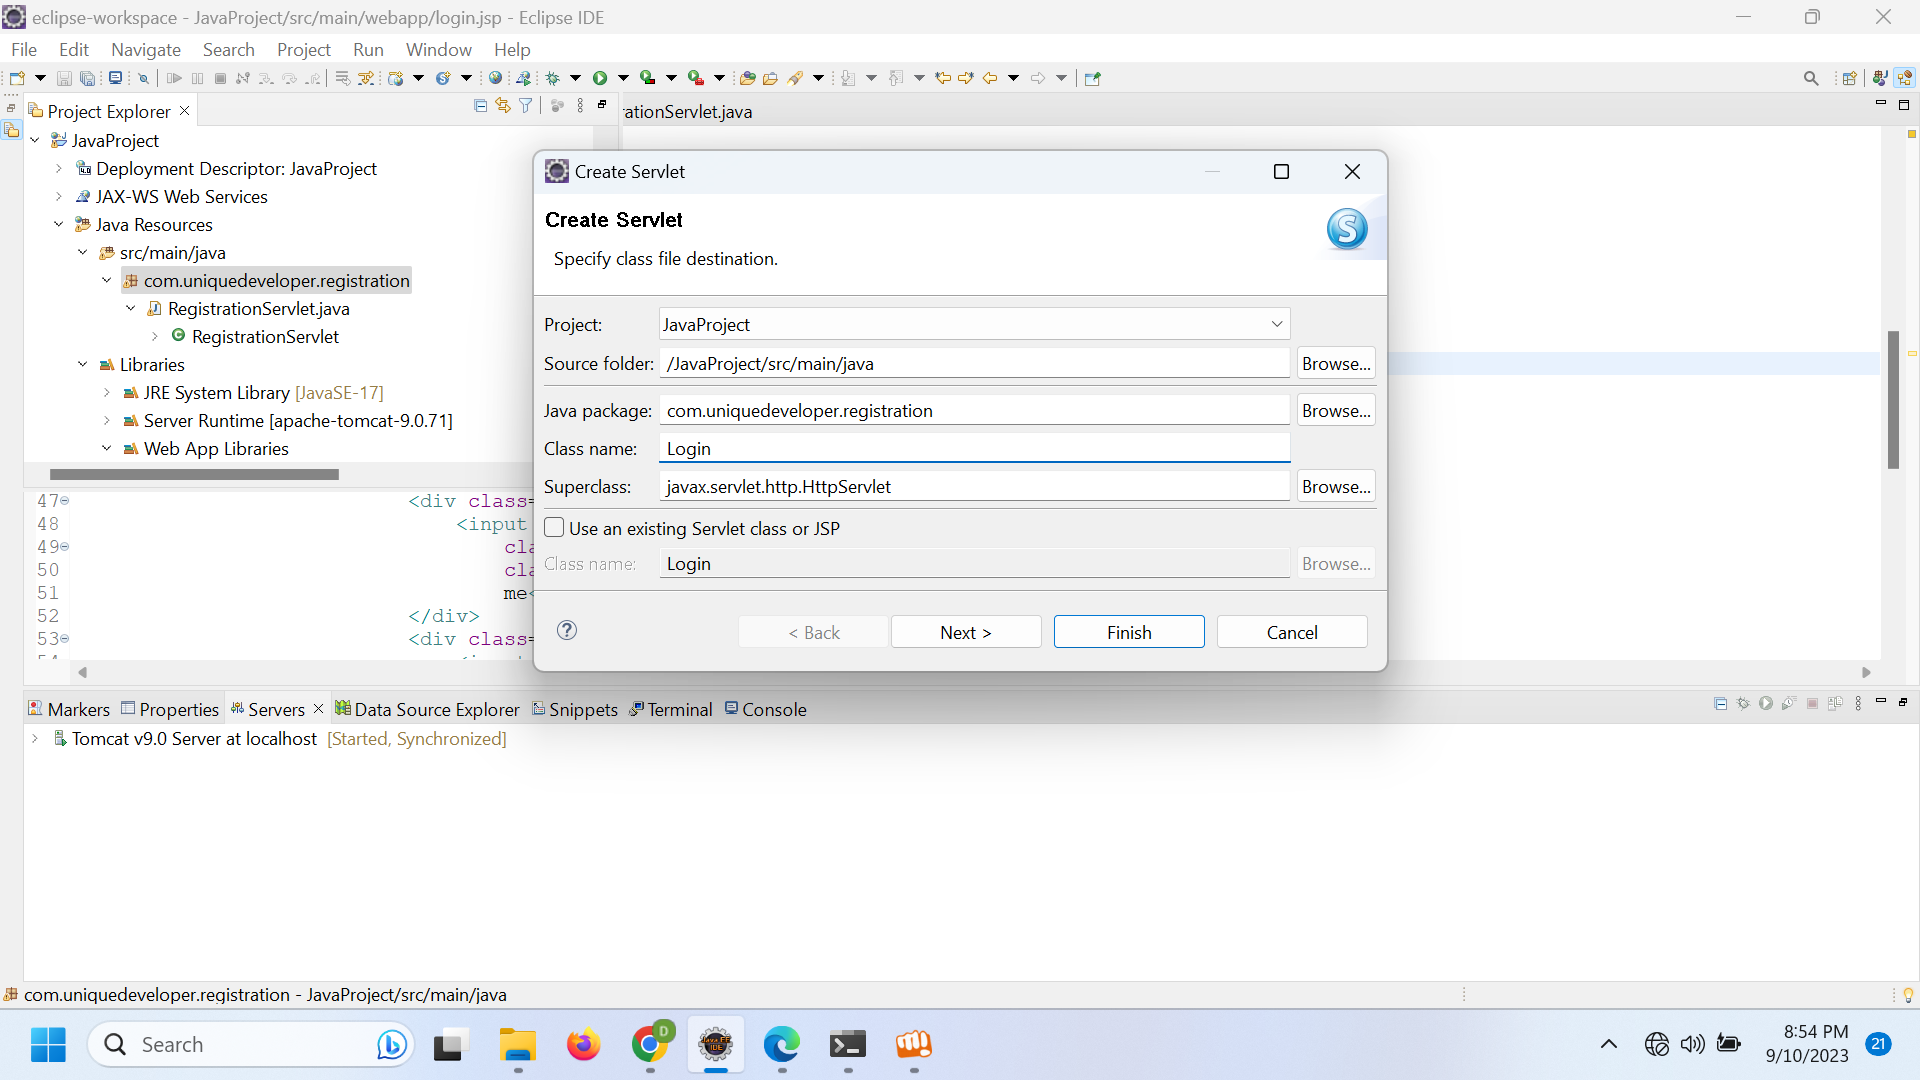 eclipse-workspace - JavaProject/src/main/webapp/login.jsp - Eclipse IDE
File Edit Navigate Search Project Run Window Help
Project Explorer
rationServlet.java
JavaProject
Deployment Descriptor: JavaProject
JAX-WS Web Services
Java Resources
src/main/java
com.uniquedeveloper.registration
RegistrationServlet.java
RegistrationServlet
Libraries
JRE System Library [JavaSE-17]
Server Runtime [apache-tomcat-9.0.71]
Web App Libraries
Create Servlet
Create Servlet
Specify class file destination.
Project: JavaProject
Source folder: /JavaProject/src/main/java Browse...
Java package: com.uniquedeveloper.registration Browse...
Class name: Login
Superclass: javax.servlet.http.HttpServlet Browse...
Use an existing Servlet class or JSP
Class name: Login Browse...
< Back Next > Finish Cancel
47 <div class=
48 <input
49 cla
50 cla
51 me<
52 </div>
53 <div class=
Markers Properties Servers Data Source Explorer Snippets Terminal Console
Tomcat v9.0 Server at localhost [Started, Synchronized]
com.uniquedeveloper.registration - JavaProject/src/main/java
Search
D
Java EE
IDE
8:54 PM
9/10/2023
21